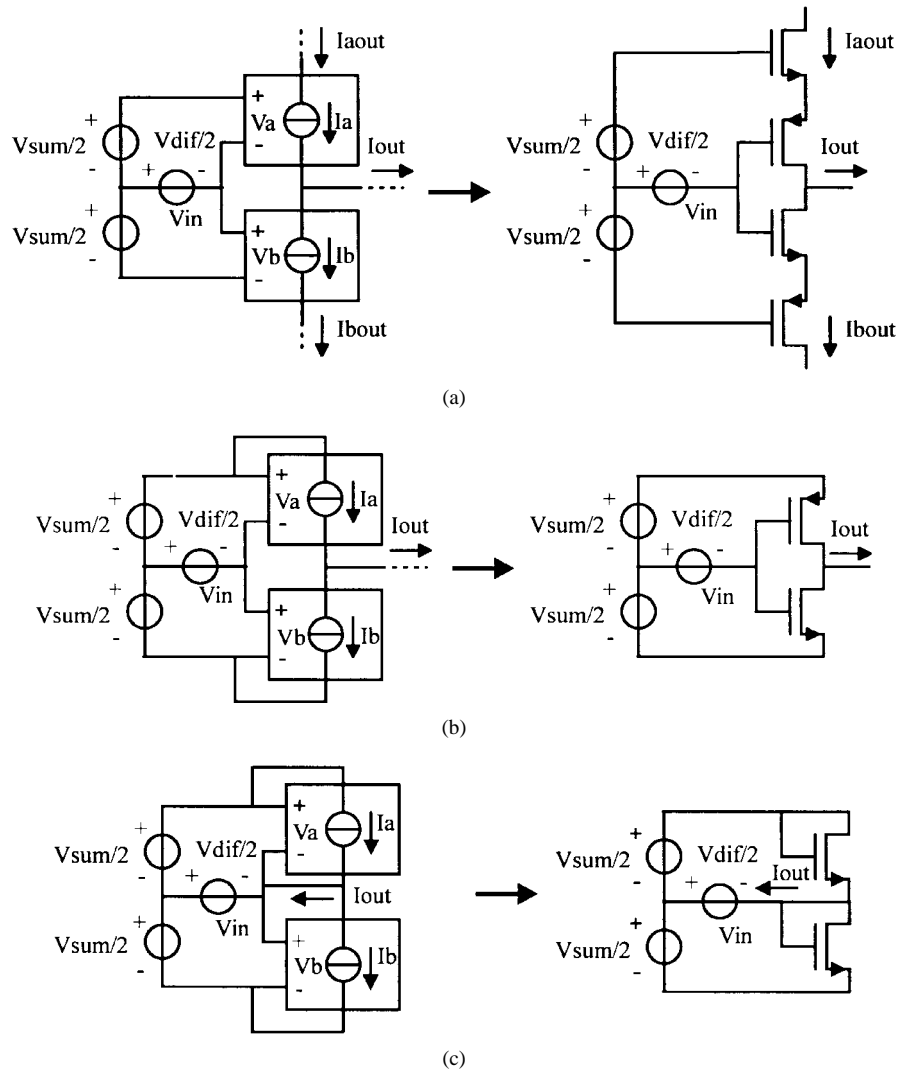 Iaout
Iaout
+
+
Va
Ia
Vsum/2
Vdif/2
-
Iout
-
+
-
Vsum/2
Vdif/2
-
Iout
+
-
+
Vin
+
Vsum/2
Vb
Ib
-
-
+
Vin
Vsum/2
-
Ibout
Ibout
(a)
+
+
Va
Ia
Vsum/2
Vdif/2
-
Iout
-
+
-
+
Vsum/2
Vdif/2
Iout
-
+
-
+
Vin
+
Vsum/2
Vb
Ib
-
-
+
Vin
Vsum/2
-
(b)
+
+
Va
Ia
Vsum/2
Vdif/2
-
-
+
-
Iout
+
Vsum/2
Vdif/2
Iout
-
+
-
+
Vin
+
Vsum/2
Vb
Ib
-
-
+
Vin
Vsum/2
-
(c)